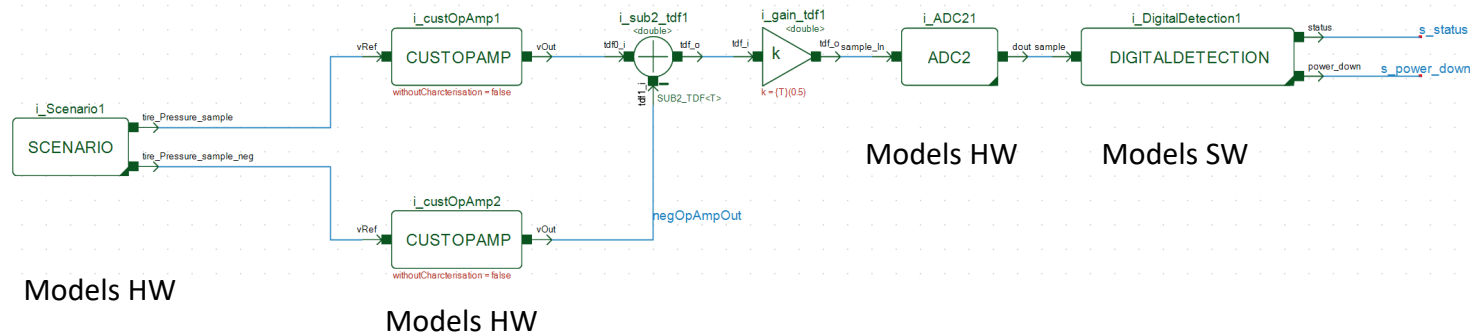 i_custOpAmp1
i_sub2_tdf1
<double>
i_gain_tdf1
<double>
i_ADC21
i_DigitalDetection1
vRef
CUSTOPAMP
vOut
tdf0_i
tdf_o
tdf_i
k
tdf_o
sample_In
ADC2
dout
sample
DIGITALDETECTION
status
s_status
power_down
s_power_down
withoutCharcterisation = false
tdf1_i
SUB2_TDF<T>
k = {T}(0.5)
i_Scenario1
SCENARIO
tire_Pressure_sample
tire_Pressure_sample_neg
Models HW
Models SW
i_custOpAmp2
vRef
CUSTOPAMP
vOut
negOpAmpOut
withoutCharcterisation = false
Models HW
Models HW